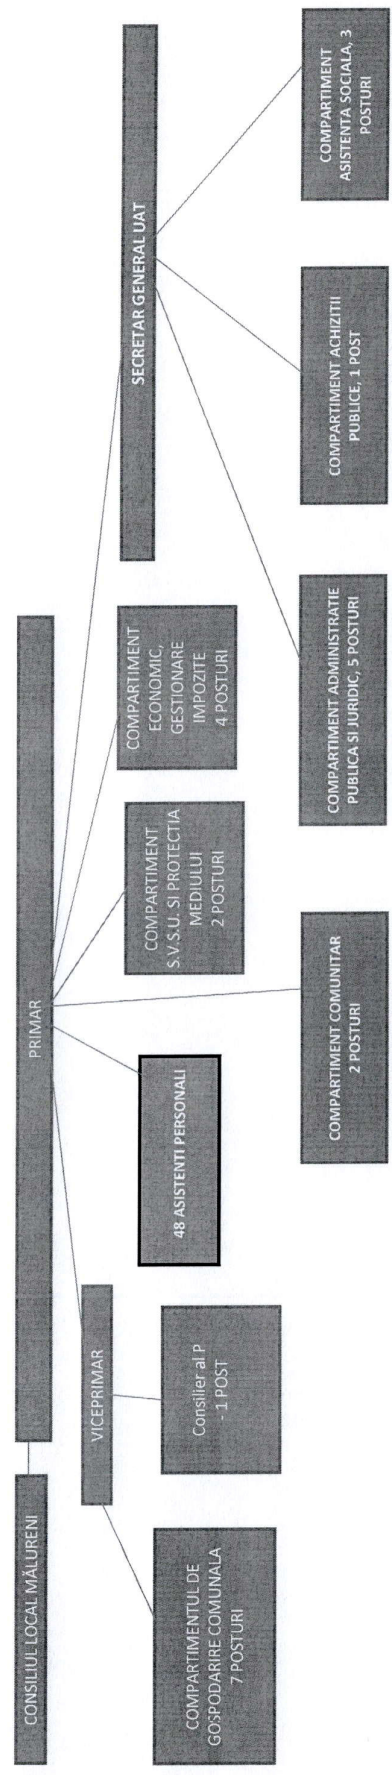 CONSILIUL LOCAL MĂLURENI
PRIMAR
VICEPRIMAR
SECRETAR GENERAL UAT
COMPARTIMENTUL DE
GOSPODARIRE COMUNALA
7 POSTURI
Consilier al P
- 1 POST
48 ASISTENTI PERSONALI
COMPARTIMENT
S.V.S.U. SI PROTECTIA
MEDIULUI
2 POSTURI
COMPARTIMENT
ECONOMIC,
GESTIONARE
IMPOZITE
4 POSTURI
COMPARTIMENT COMUNITAR
2 POSTURI
COMPARTIMENT ADMINISTRATIE
PUBLICA SI JURIDIC, 5 POSTURI
COMPARTIMENT ACHIZITII
PUBLICE, 1 POST
COMPARTIMENT
ASISTENTA SOCIALA, 3
POSTURI